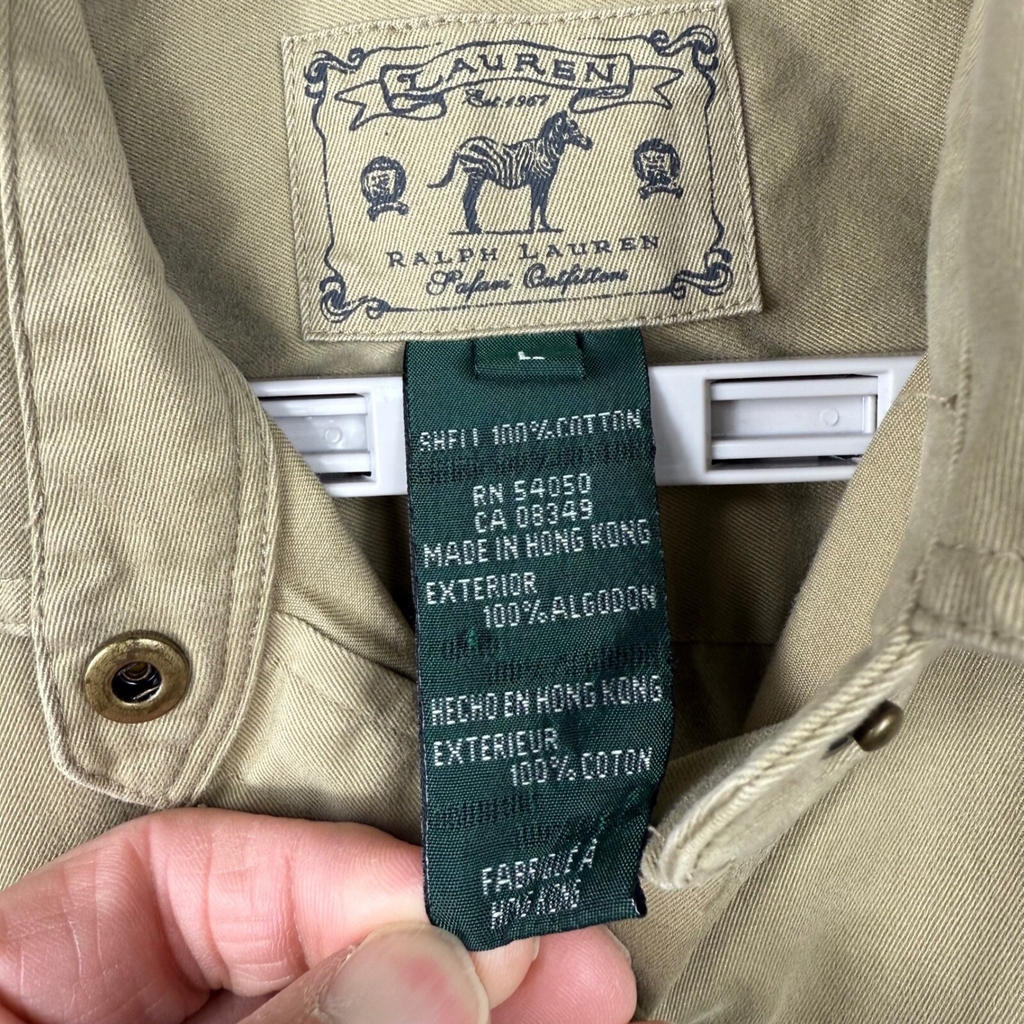 LAUREN
Est. 1967
RALPH LAUREN
Safari Outfitters
L
SHELL 100% COTTON
RN 54050
CA 08349
MADE IN HONG KONG
EXTERIOR
100% ALGODON
HECHO EN HONG KONG
EXTERIEUR
100% COTON
FABRIQUE A
HONG KONG